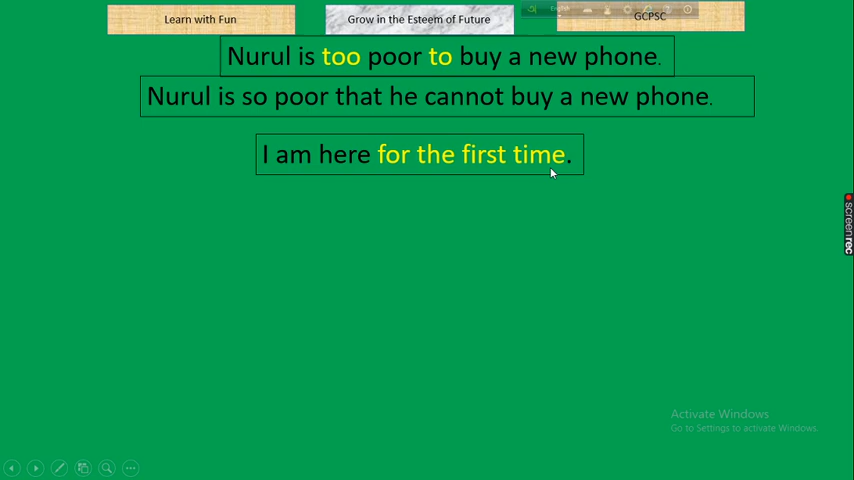 Learn with Fun
Grow in the Esteem of Future
English
GCPSC
Nurul is too poor to buy a new phone.
Nurul is so poor that he cannot buy a new phone.
I am here for the first time.
screenrec
Activate Windows
Go to Settings to activate Windows.